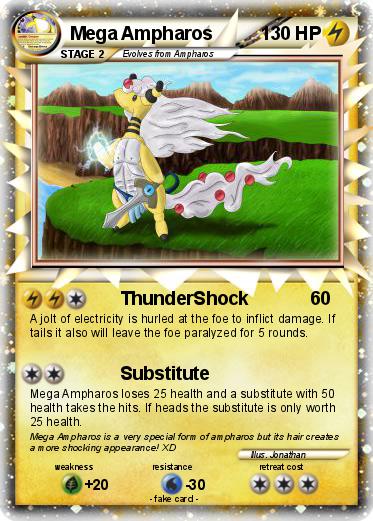 Mega Ampharos 130 HP
STAGE 2 Evolves from Ampharos
ThunderShock 60
A jolt of electricity is hurled at the foe to inflict damage. If
tails it also will leave the foe paralyzed for 5 rounds.
Substitute
Mega Ampharos loses 25 health and a substitute with 50
health takes the hits. If heads the substitute is only worth
25 health.
Mega Ampharos is a very special form of ampharos but its hair creates
a more shocking appearance! XD
Illus. Jonathan
weakness resistance retreat cost
+20 -30
- fake card -